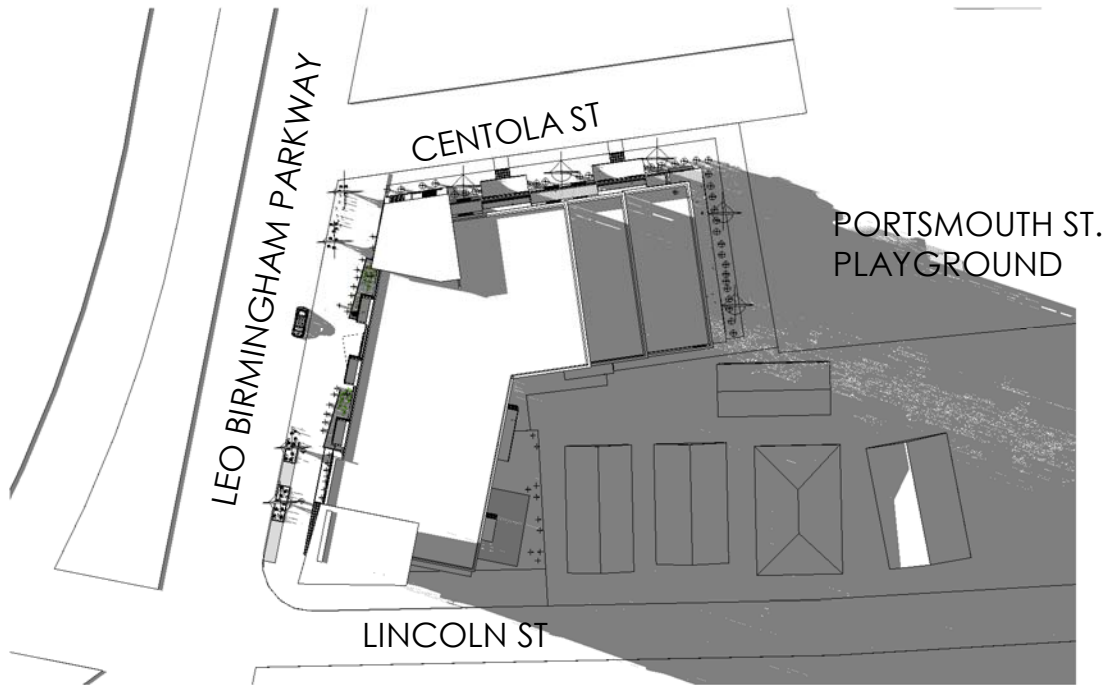 CENTOLA ST
LEO BIRMINGHAM PARKWAY
PORTSMOUTH ST.
PLAYGROUND
LINCOLN ST